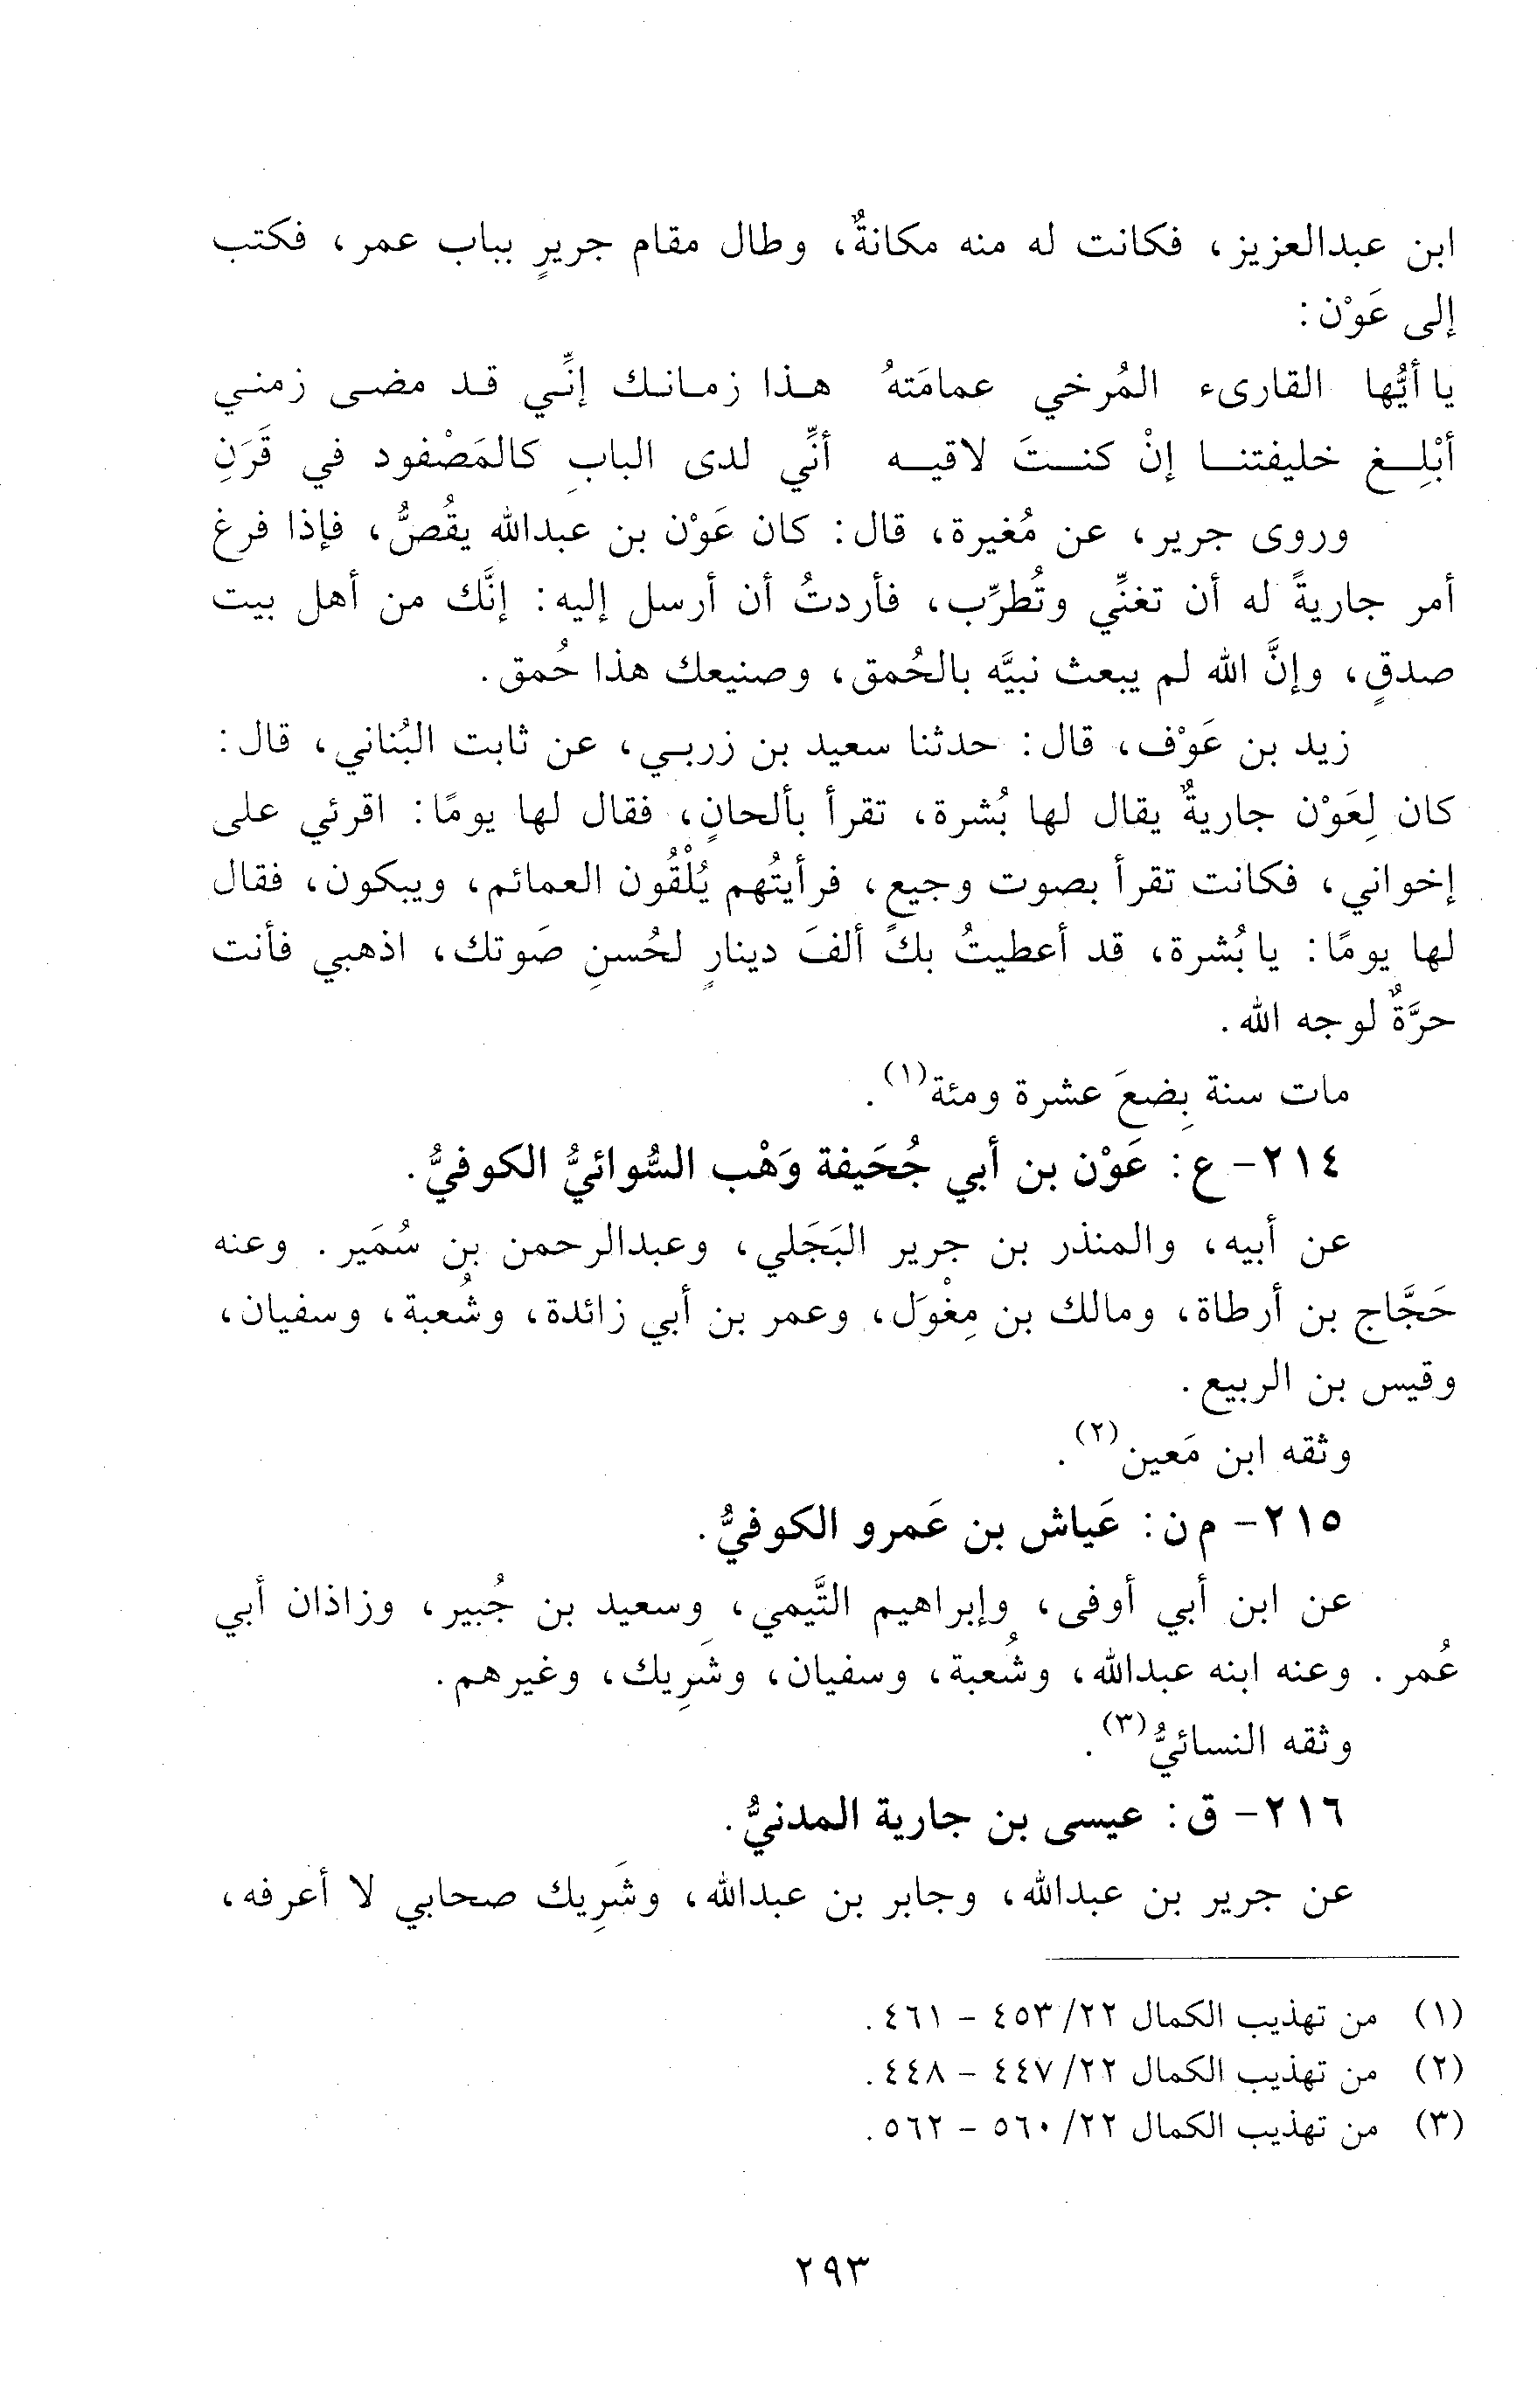 ابن عبدالعزيز، فكانت له منه مكانةٌ، وطال مقام جريرٍ بباب عمر، فكتب
إلى عَوْن:
يا أيُّها القارىء المُرخي عمامَتهُ هـذا زمـانـك إنِّـي قـد مضـى زمنـي
أبْلِـغ خليفتنـا إنْ كنـتَ لاقيـه أنِّي لدى البابِ كالمَصْفود في قَرَنِ
وروى جرير، عن مُغيرة، قال: كان عَوْن بن عبدالله يقُصُّ، فإذا فرغ
أمر جاريةً له أن تغنِّي وتُطرِّب، فأردتُ أن أرسل إليه: إنَّك من أهل بيت
صدقٍ، وإنَّ الله لم يبعث نبيَّه بالحُمق، وصنيعك هذا حُمق.
زيد بن عَوْف، قال: حدثنا سعيد بن زربـي، عن ثابت البُناني، قال:
كان لِعَوْن جاريةٌ يقال لها بُشرة، تقرأ بألحانٍ، فقال لها يومًا: اقرئي على
إخواني، فكانت تقرأ بصوت وجيع، فرأيتُهم يُلْقُون العمائم، ويبكون، فقال
لها يومًا: يا بُشرة، قد أعطيتُ بك ألفَ دينارٍ لحُسنِ صَوتك، اذهبي فأنت
حرَّةٌ لوجه الله.
مات سنة بِضعَ عشرة ومئة(١).
٢١٤- ع: عَوْن بن أبي جُحَيفة وَهْب السُّوائيُّ الكوفيُّ.
عن أبيه، والمنذر بن جرير البَجَلي، وعبدالرحمن بن سُمَير. وعنه
حَجَّاج بن أرطاة، ومالك بن مِغْوَل، وعمر بن أبي زائدة، وشُعبة، وسفيان،
وقيس بن الربيع.
وثقه ابن مَعين(٢).
٢١٥- م ن: عَياش بن عَمرو الكوفيُّ.
عن ابن أبي أوفى، وإبراهيم التَّيمي، وسعيد بن جُبير، وزاذان أبي
عُمر. وعنه ابنه عبدالله، وشُعبة، وسفيان، وشَرِيك، وغيرهم.
وثقه النسائيُّ(٣).
٢١٦- ق: عيسى بن جارية المدنيُّ.
عن جرير بن عبدالله، وجابر بن عبدالله، وشَرِيك صحابي لا أعرفه،
(١) من تهذيب الكمال ٢٢/ ٤٥٣ - ٤٦١.
(٢) من تهذيب الكمال ٢٢/ ٤٤٧ - ٤٤٨.
(٣) من تهذيب الكمال ٢٢/ ٥٦٠ - ٥٦٢.
٢٩٣